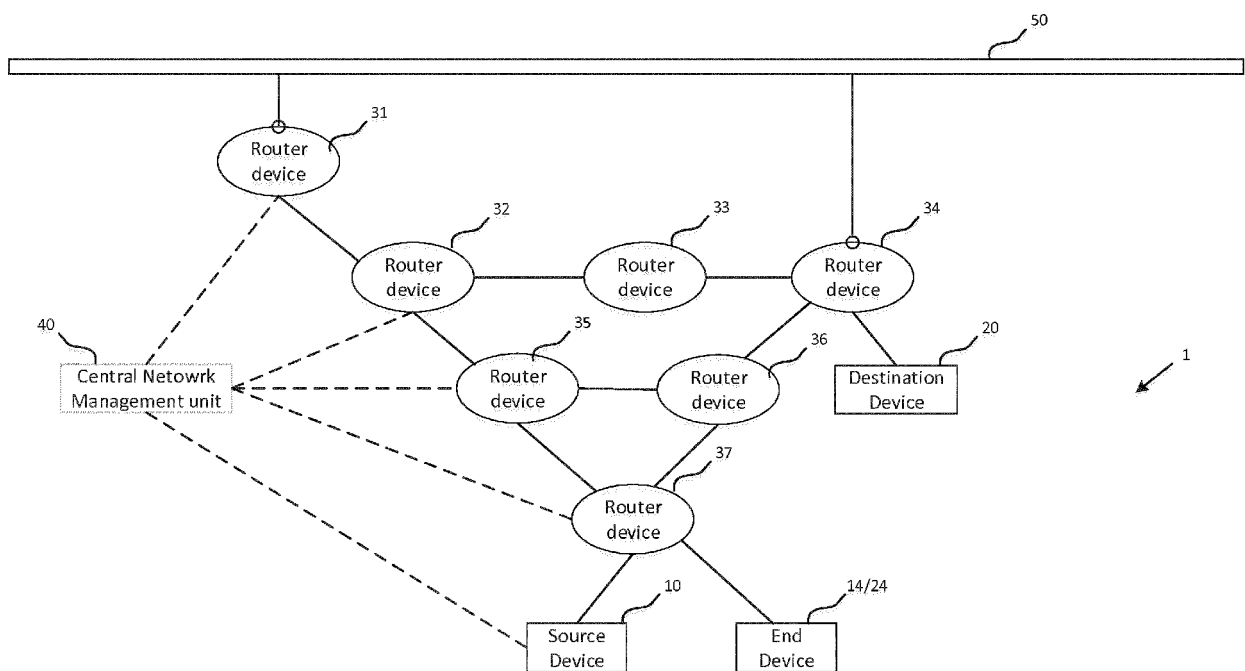 50
31
Router
device
32
33
34
Router
device
Router
device
Router
device
40
35
36
20
1
Central Netowrk
Management unit
Router
device
Router
device
Destination
Device
37
Router
device
10
14/24
Source
Device
End
Device